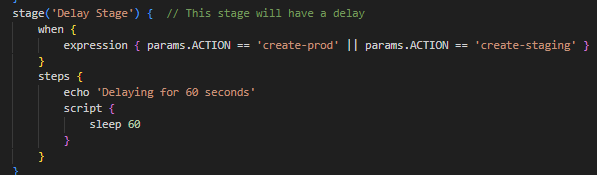 stage('Delay Stage') {  // This stage will have a delay
    when {
        expression { params.ACTION == 'create-prod' || params.ACTION == 'create-staging' }
    }
    steps {
        echo 'Delaying for 60 seconds'
        script {
            sleep 60
        }
    }
}